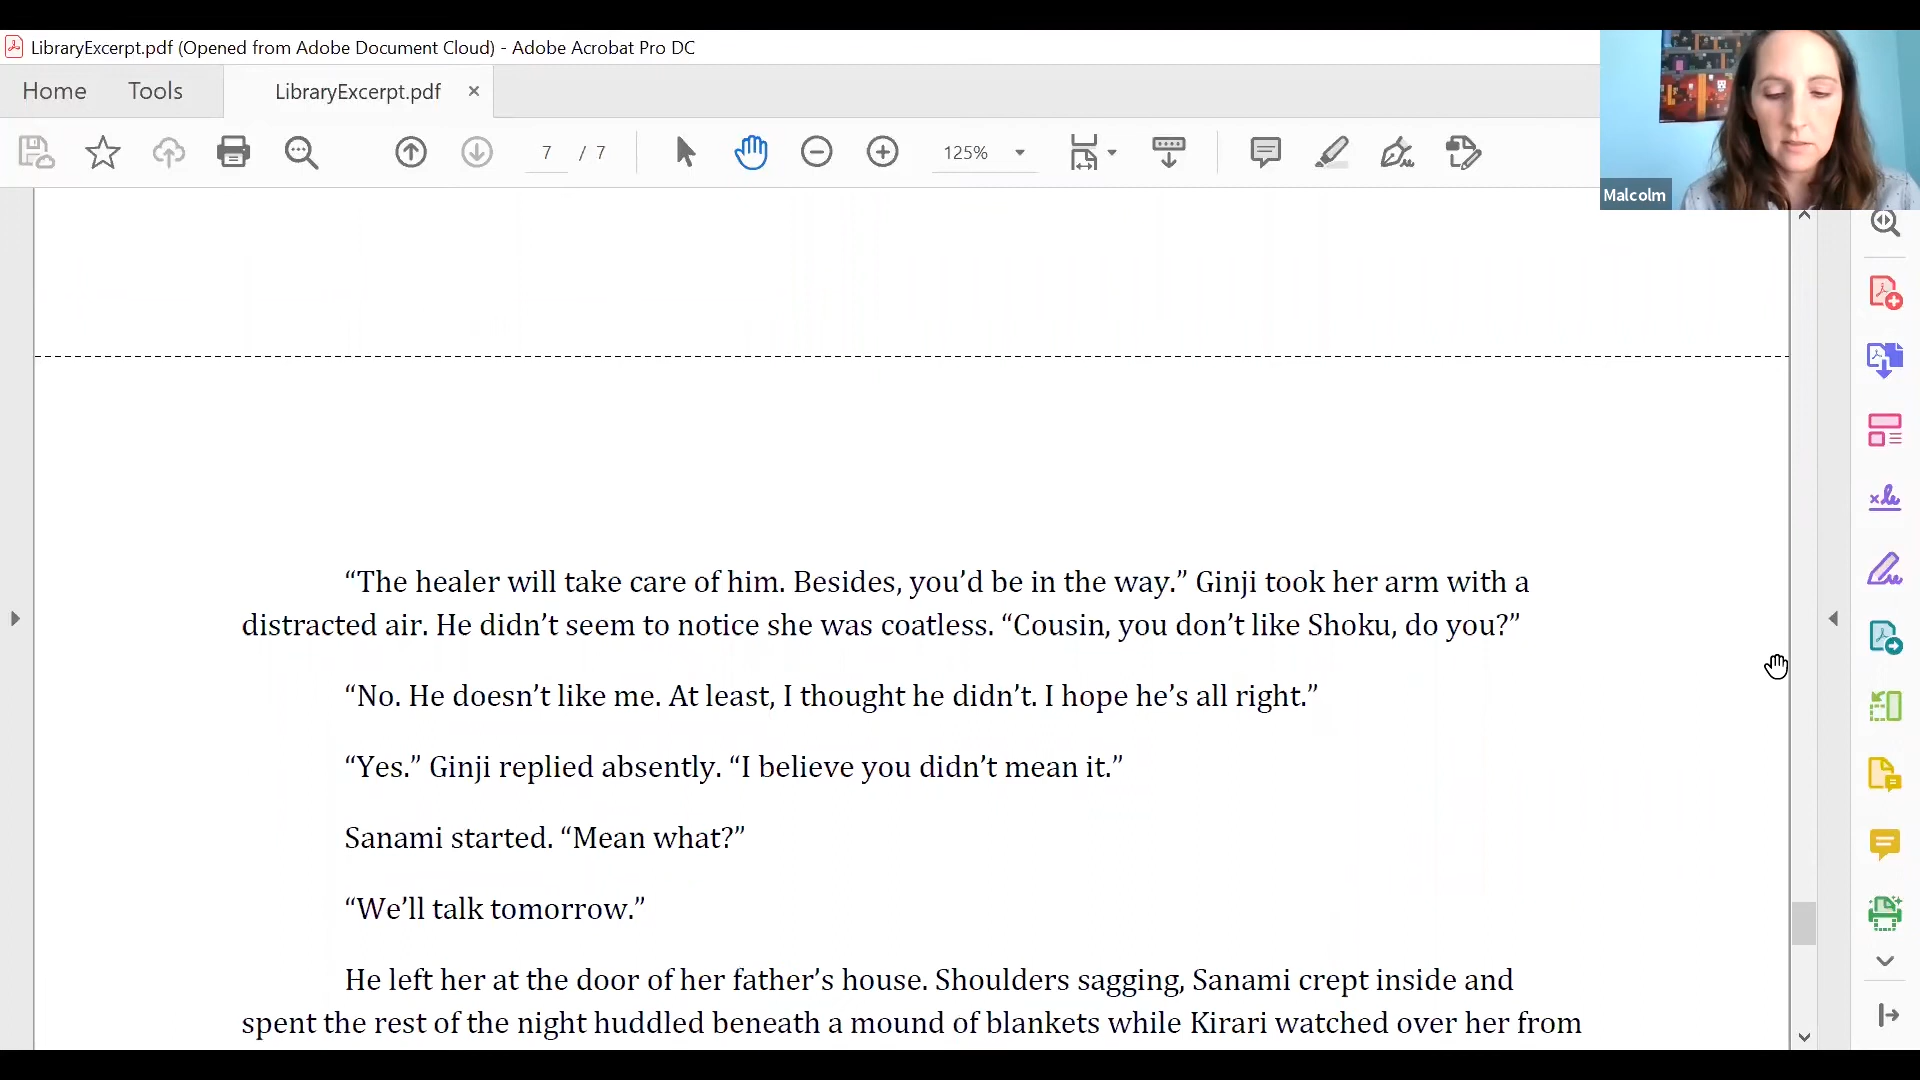 LibraryExcerpt.pdf (Opened from Adobe Document Cloud) - Adobe Acrobat Pro DC
Home Tools LibraryExcerpt.pdf ×
7 / 7 125%
Malcolm
“The healer will take care of him. Besides, you’d be in the way.” Ginji took her arm with a
distracted air. He didn’t seem to notice she was coatless. “Cousin, you don’t like Shoku, do you?”
“No. He doesn’t like me. At least, I thought he didn’t. I hope he’s all right.”
“Yes.” Ginji replied absently. “I believe you didn’t mean it.”
Sanami started. “Mean what?”
“We’ll talk tomorrow.”
He left her at the door of her father’s house. Shoulders sagging, Sanami crept inside and
spent the rest of the night huddled beneath a mound of blankets while Kirari watched over her from